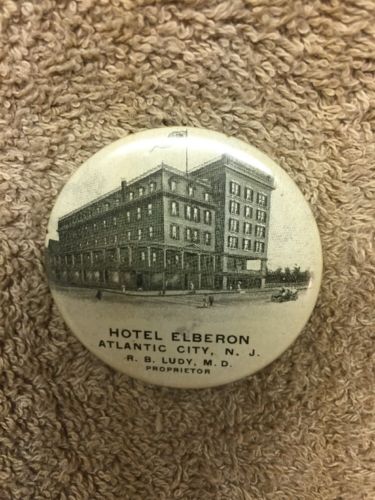 HOTEL ELBERON
ATLANTIC CITY, N. J.
R. B. LUDY, M. D.
PROPRIETOR